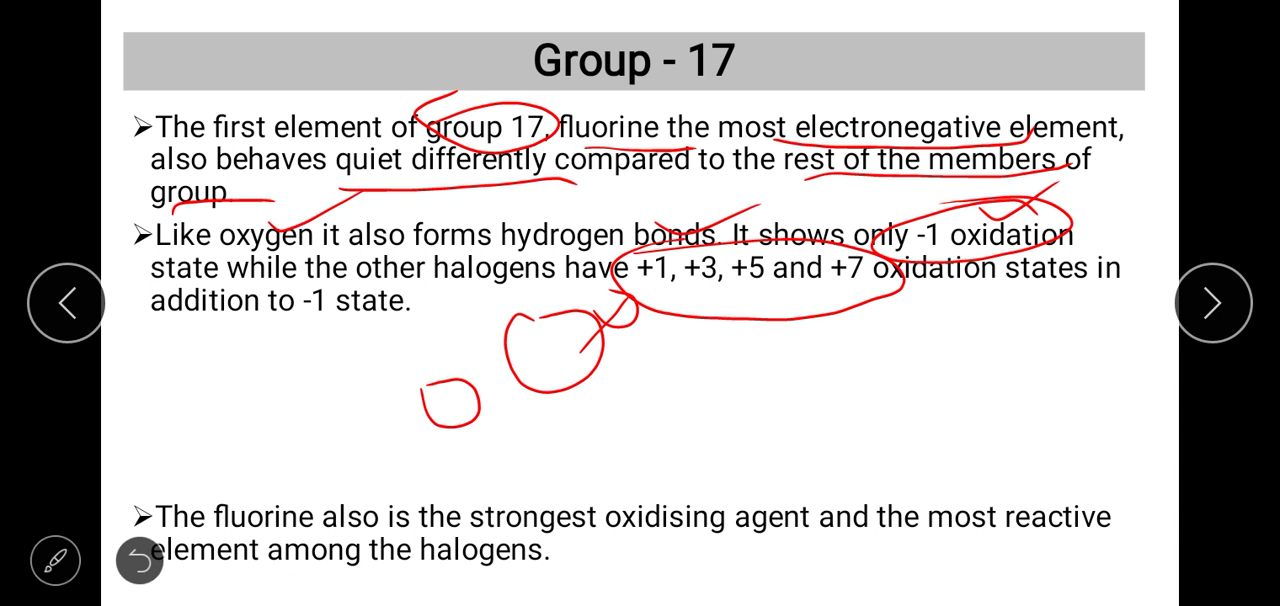 Group - 17
➢The first element of group 17, fluorine the most electronegative element,
also behaves quiet differently compared to the rest of the members of
group.
➢Like oxygen it also forms hydrogen bonds. It shows only -1 oxidation
state while the other halogens have +1, +3, +5 and +7 oxidation states in
addition to -1 state.
➢The fluorine also is the strongest oxidising agent and the most reactive
element among the halogens.